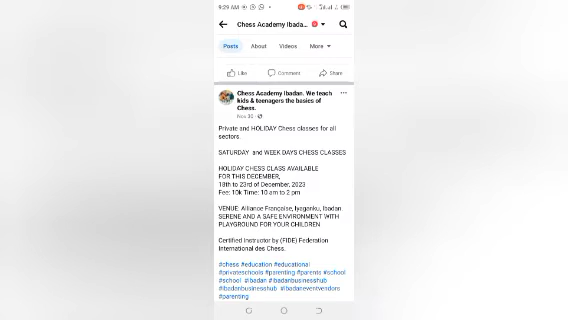 9:29 AM
Chess Academy Ibada...
Posts
About
Videos
More
Like
Comment
Share
Chess Academy Ibadan. We teach
kids & teenagers the basics of
Chess.
Nov 30
Private and HOLIDAY Chess classes for all
sectors.
SATURDAY and WEEK DAYS CHESS CLASSES
HOLIDAY CHESS CLASS AVAILABLE
FOR THIS DECEMBER,
18th to 23rd of December, 2023
Fee: 10k Time: 10 am to 2 pm
VENUE: Alliance Française, Iyaganku, Ibadan.
SERENE AND A SAFE ENVIRONMENT WITH
PLAYGROUND FOR YOUR CHILDREN
Certified Instructor by (FIDE) Federation
International des Chess.
#chess #education #educational
#privateschools #parenting #parents #school
#school #ibadan #ibadanbusinesshub
#ibadanbusinesshub #ibadaneventvendors
#parenting